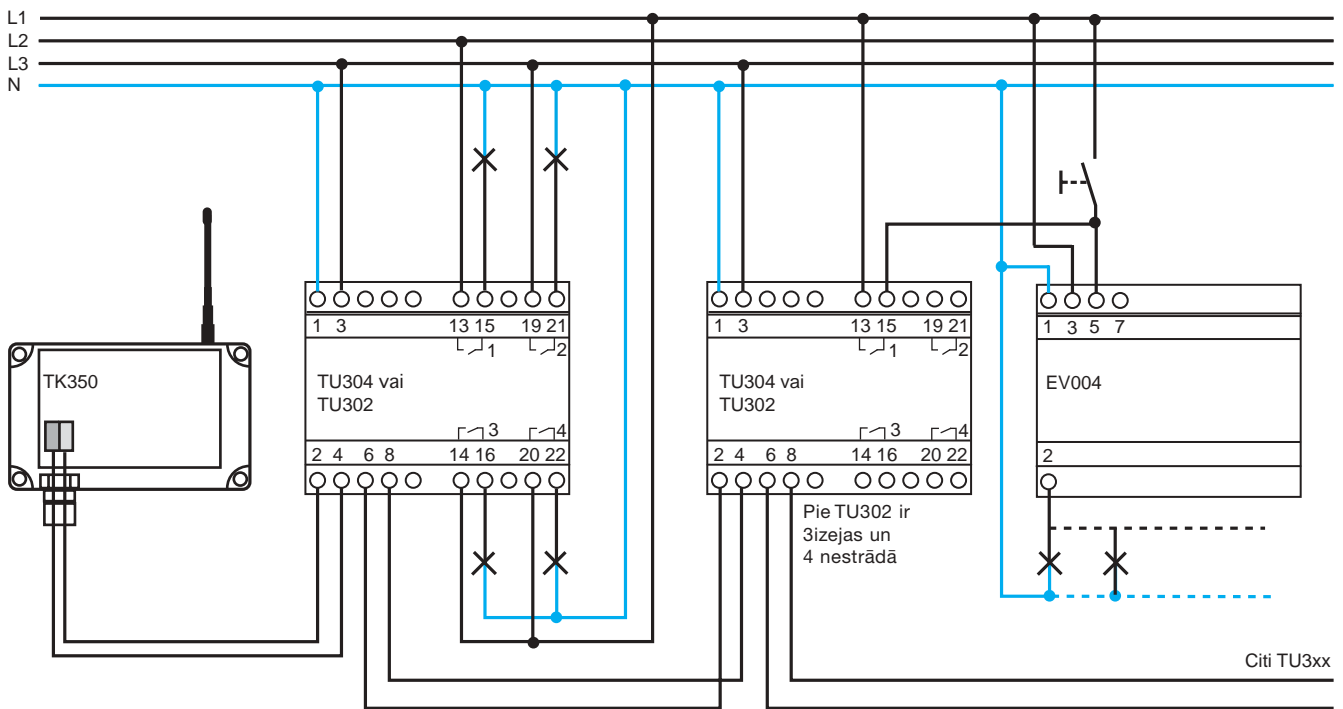 L1
L2
L3
N
TK350
1 3 13 15 19 21
1 2
TU304 vai
TU302
3 4
2 4 6 8 14 16 20 22
1 3 13 15 19 21
1 2
TU304 vai
TU302
3 4
2 4 6 8 14 16 20 22
Pie TU302 ir
3izejas un
4 nestrādā
1 3 5 7
EV004
2
Citi TU3xx